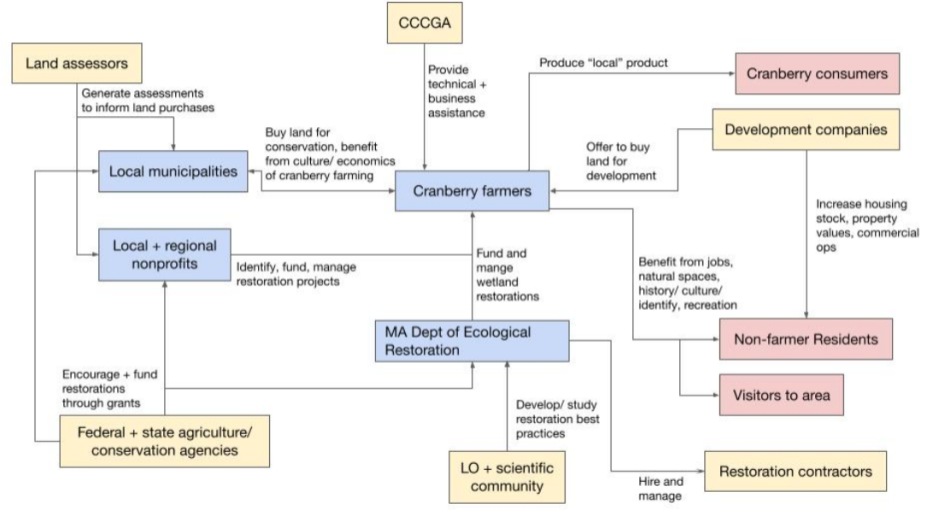 CCCGA
Land assessors
Generate assessments
to inform land purchases
Provide
technical +
business
assistance
Produce “local” product
Cranberry consumers
Development companies
Buy land for
conservation, benefit
from culture/ economics
of cranberry farming
Offer to buy
land for
development
Local municipalities
Cranberry farmers
Increase housing
stock, property
values, commercial
ops
Local + regional
nonprofits
Identify, fund, manage
restoration projects
Fund and
mange
wetland
restorations
Benefit from jobs,
natural spaces,
history/ culture/
identify, recreation
MA Dept of Ecological
Restoration
Non-farmer Residents
Visitors to area
Encourage + fund
restorations
through grants
Federal + state agriculture/
conservation agencies
Develop/ study
restoration best
practices
LO + scientific
community
Hire and
manage
Restoration contractors